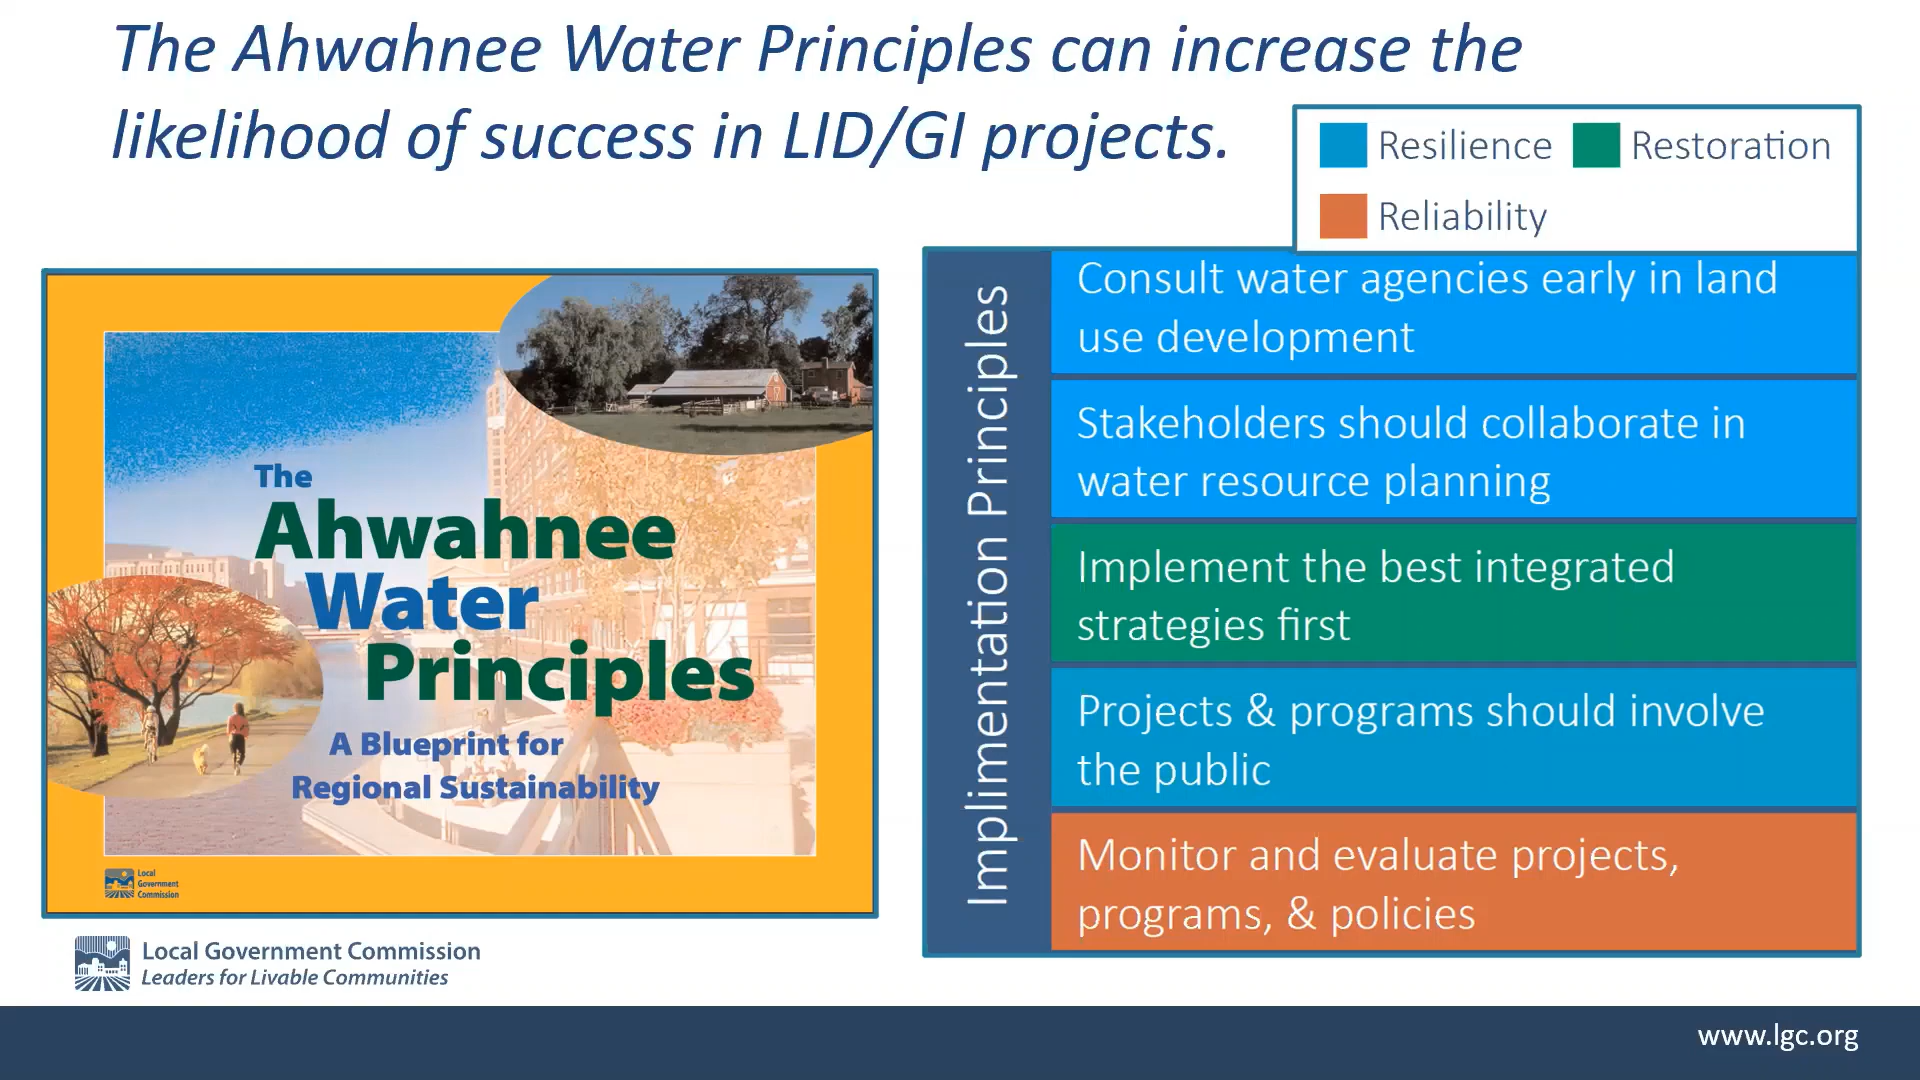 The Ahwahnee Water Principles can increase the
likelihood of success in LID/GI projects.
Resilience
Restoration
Reliability
The
Ahwahnee
Water
Principles
A Blueprint for
Regional Sustainability
Local
Government
Commission
Implimentation Principles
Consult water agencies early in land
use development
Stakeholders should collaborate in
water resource planning
Implement the best integrated
strategies first
Projects & programs should involve
the public
Monitor and evaluate projects,
programs, & policies
Local Government Commission
Leaders for Livable Communities
www.lgc.org